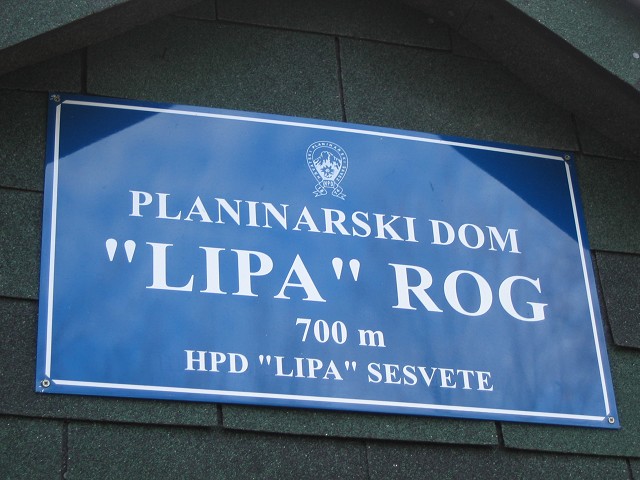 PLANINARSKI DOM
"LIPA" ROG
700 m
HPD "LIPA" SESVETE